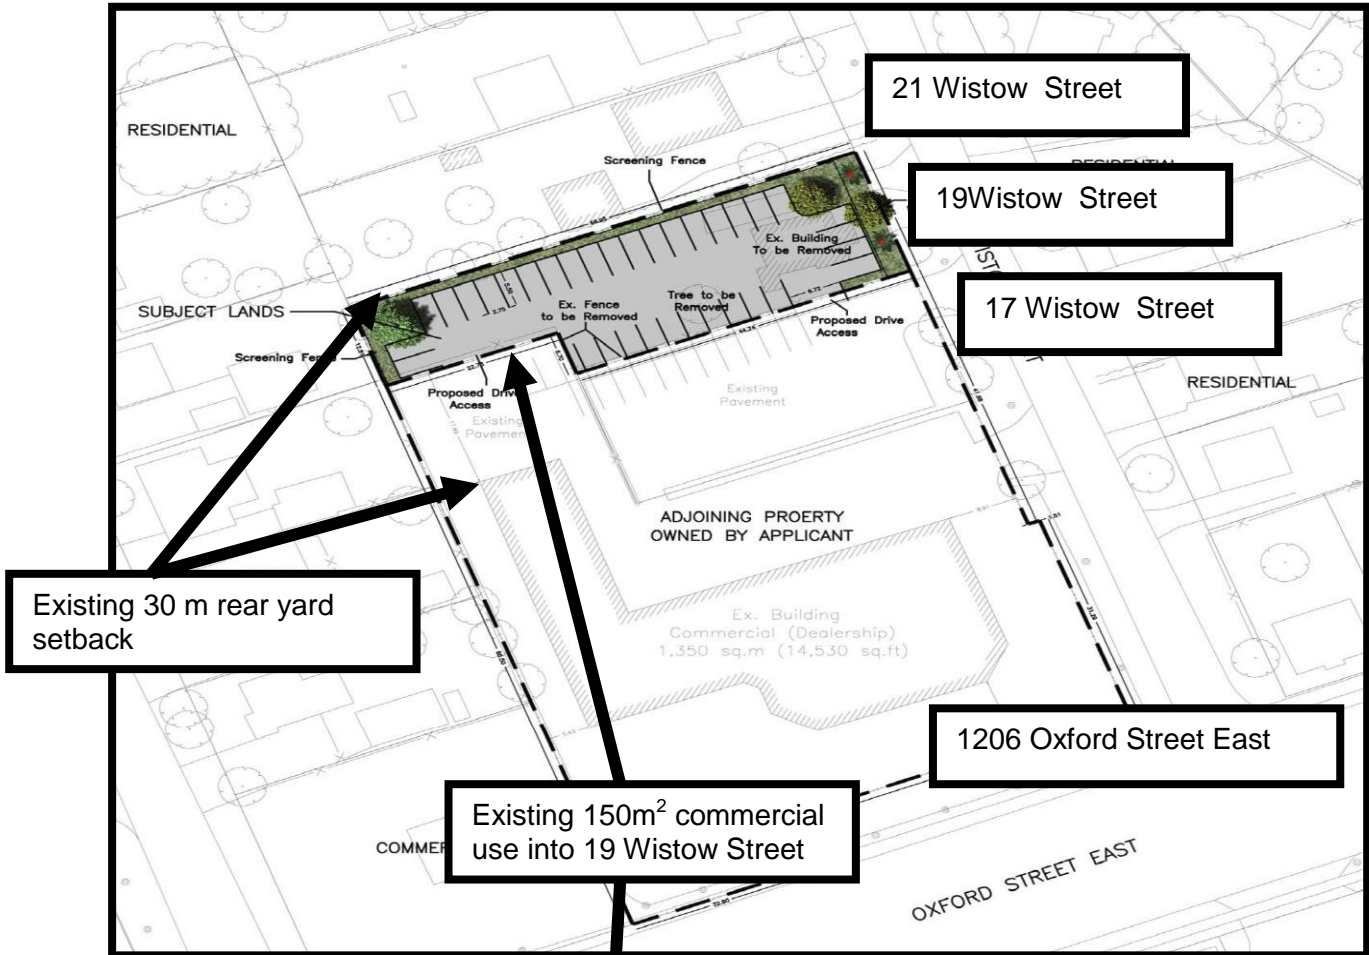 21 Wistow  Street
RESIDENTIAL
Screening Fence
RESIDENTIAL
19Wistow  Street
Ex. Building
To be Removed
SUBJECT LANDS
Ex. Fence
to be Removed
Tree to be
Removed
17 Wistow  Street
Proposed Drive
Access
Screening
RESIDENTIAL
Proposed Drive
Access
Existing
Pavement
Existing
Pavement
ADJOINING PROERTY
OWNED BY APPLICANT
Existing 30 m rear yard
setback
Ex. Building
Commercial (Dealership)
1,350 sq.m (14,530 sq.ft)
1206 Oxford Street East
Existing 150m² commercial
use into 19 Wistow Street
OXFORD STREET EAST